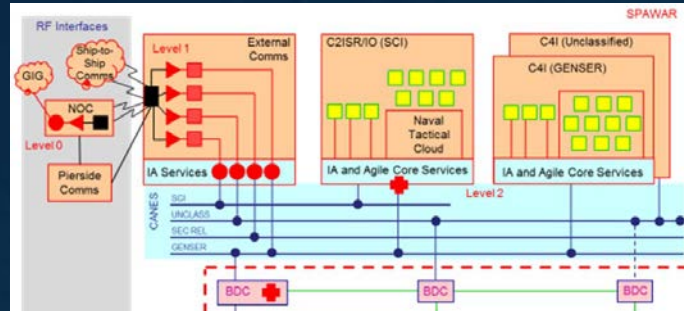 SPAWAR
RF Interfaces
Ship-to-
Ship
Comms
GIG
NOC
Level 0
Pierside
Comms
Level 1
External
Comms
IA Services
C2ISR/IO (SCI)
Naval
Tactical
Cloud
IA and Agile Core Services
C4I (Unclassified)
C4I (GENSER)
IA and Agile Core Services
Level 2
CANES
SCI
UNCLASS
SEC REL
GENSER
BDC
BDC
BDC